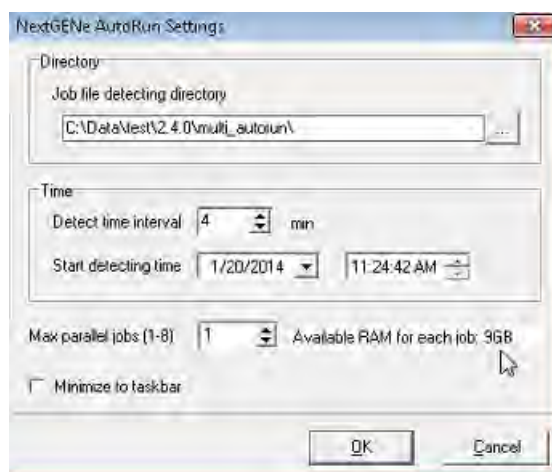 NextGENe AutoRun Settings
Directory
Job file detecting directory
C:\Data\test\2.4.0\multi_autorun\
...
Time
Detect time interval 4 min
Start detecting time 1/20/2014 11:24:42 AM
Max parallel jobs (1-8) 1 Available RAM for each job: 9GB
Minimize to taskbar
OK Cancel